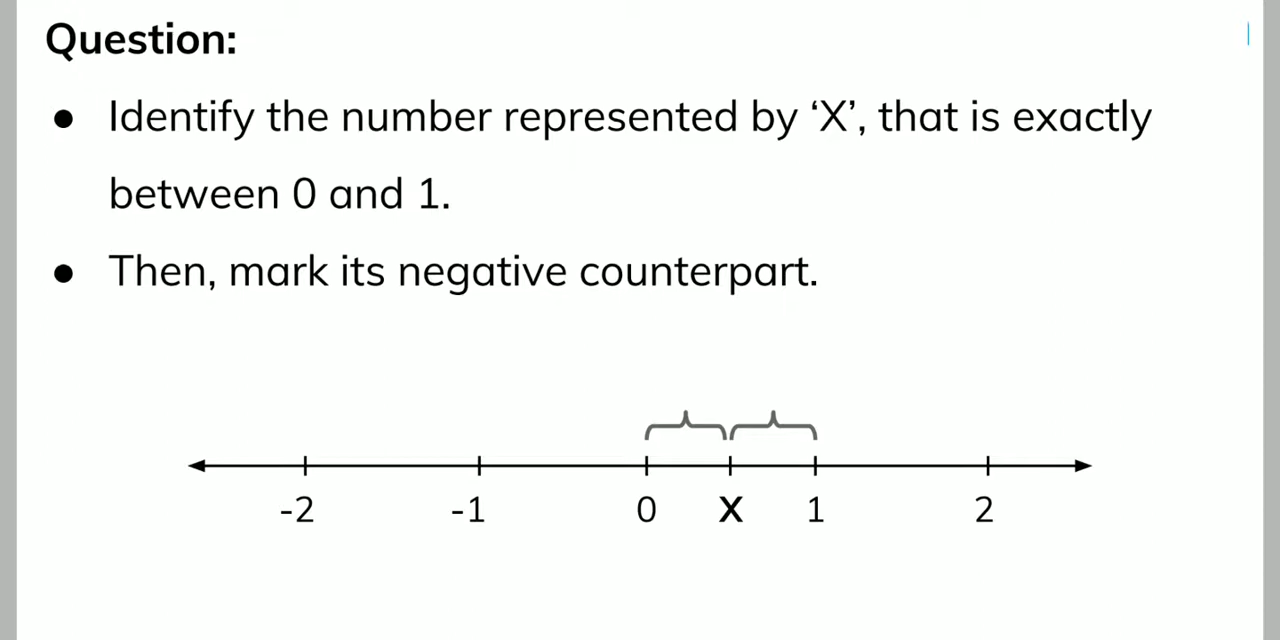 Question:
● Identify the number represented by ‘X’, that is exactly
between 0 and 1.
● Then, mark its negative counterpart.
-2 -1 0 X 1 2